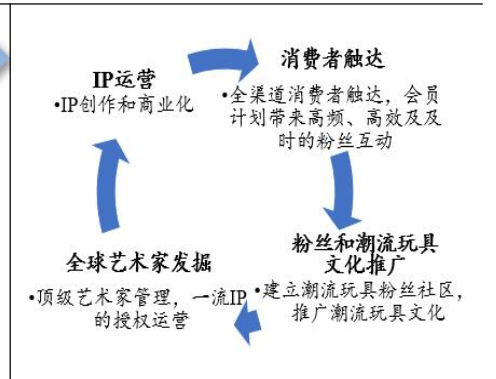 IP运营
•IP创作和商业化
消费者触达
•全渠道消费者触达，会员
计划带来高频、高效及及
时的粉丝互动
粉丝和潮流玩具
文化推广
•建立潮流玩具粉丝社区，
推广潮流玩具文化
全球艺术家发掘
•顶级艺术家管理，一流IP
的授权运营